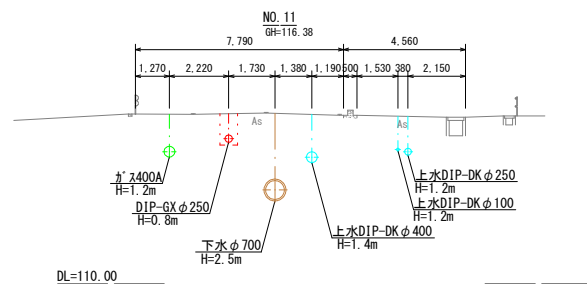 NO. 11
GH=116.38
7,790
4,560
1,270
2,220
1,730
1,380
1,190
500
1,530
380
2,150
As
As
ガス400A
H=1.2m
DIP-GXφ250
H=0.8m
下水φ700
H=2.5m
上水DIP-DKφ400
H=1.4m
上水DIP-DKφ250
H=1.2m
上水DIP-DKφ100
H=1.2m
DL=110.00